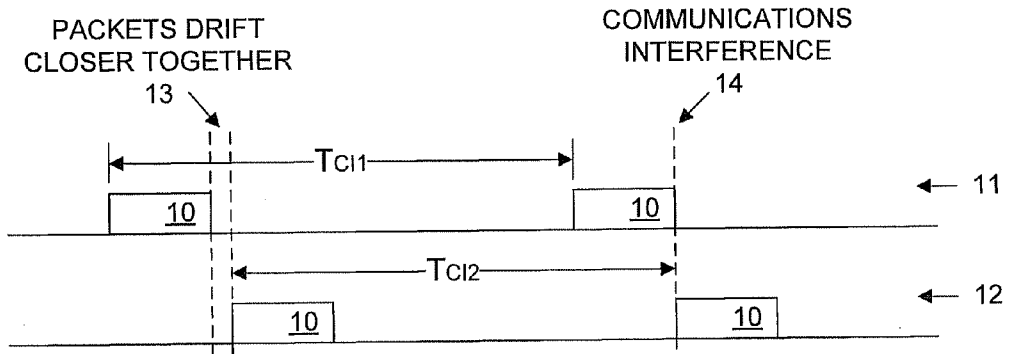 PACKETS DRIFT
CLOSER TOGETHER
13
COMMUNICATIONS
INTERFERENCE
14
TCI1
10
10
11
TCI2
10
10
12